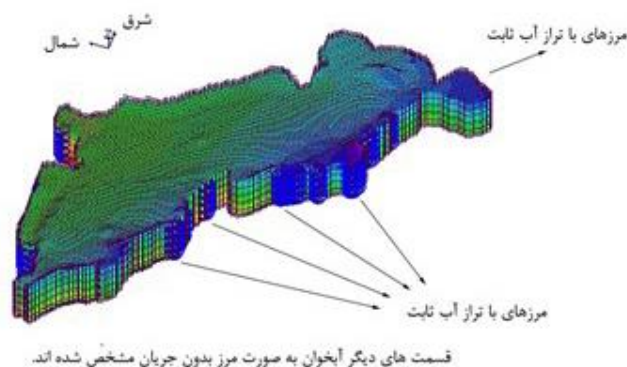 شرق
شمال
مرزهای با تراز آب ثابت
مرزهای با تراز آب ثابت
قسمت های دیگر آبخوان به صورت مرز بدون جریان مشخص شده اند.